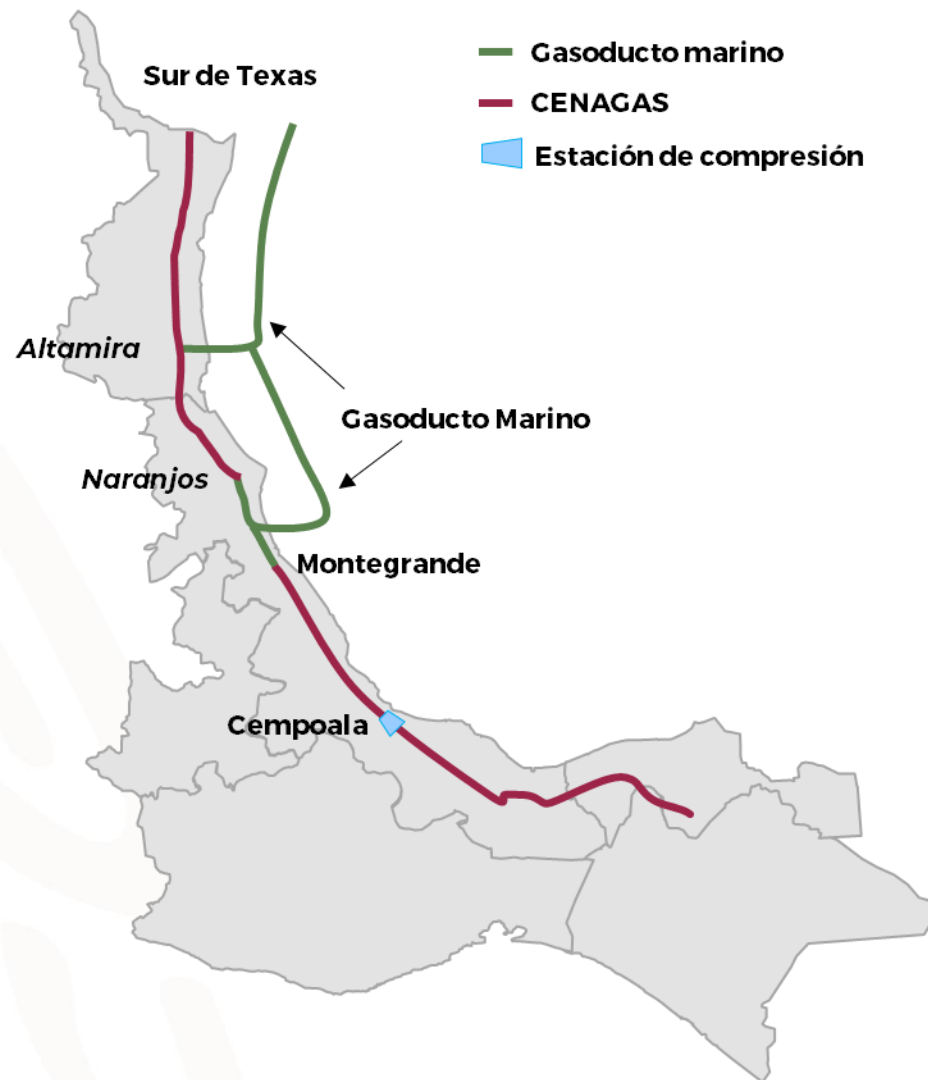 Sur de Texas
Gasoducto marino
CENAGAS
Estación de compresión
Altamira
Gasoducto Marino
Naranjos
Montegrande
Cempoala